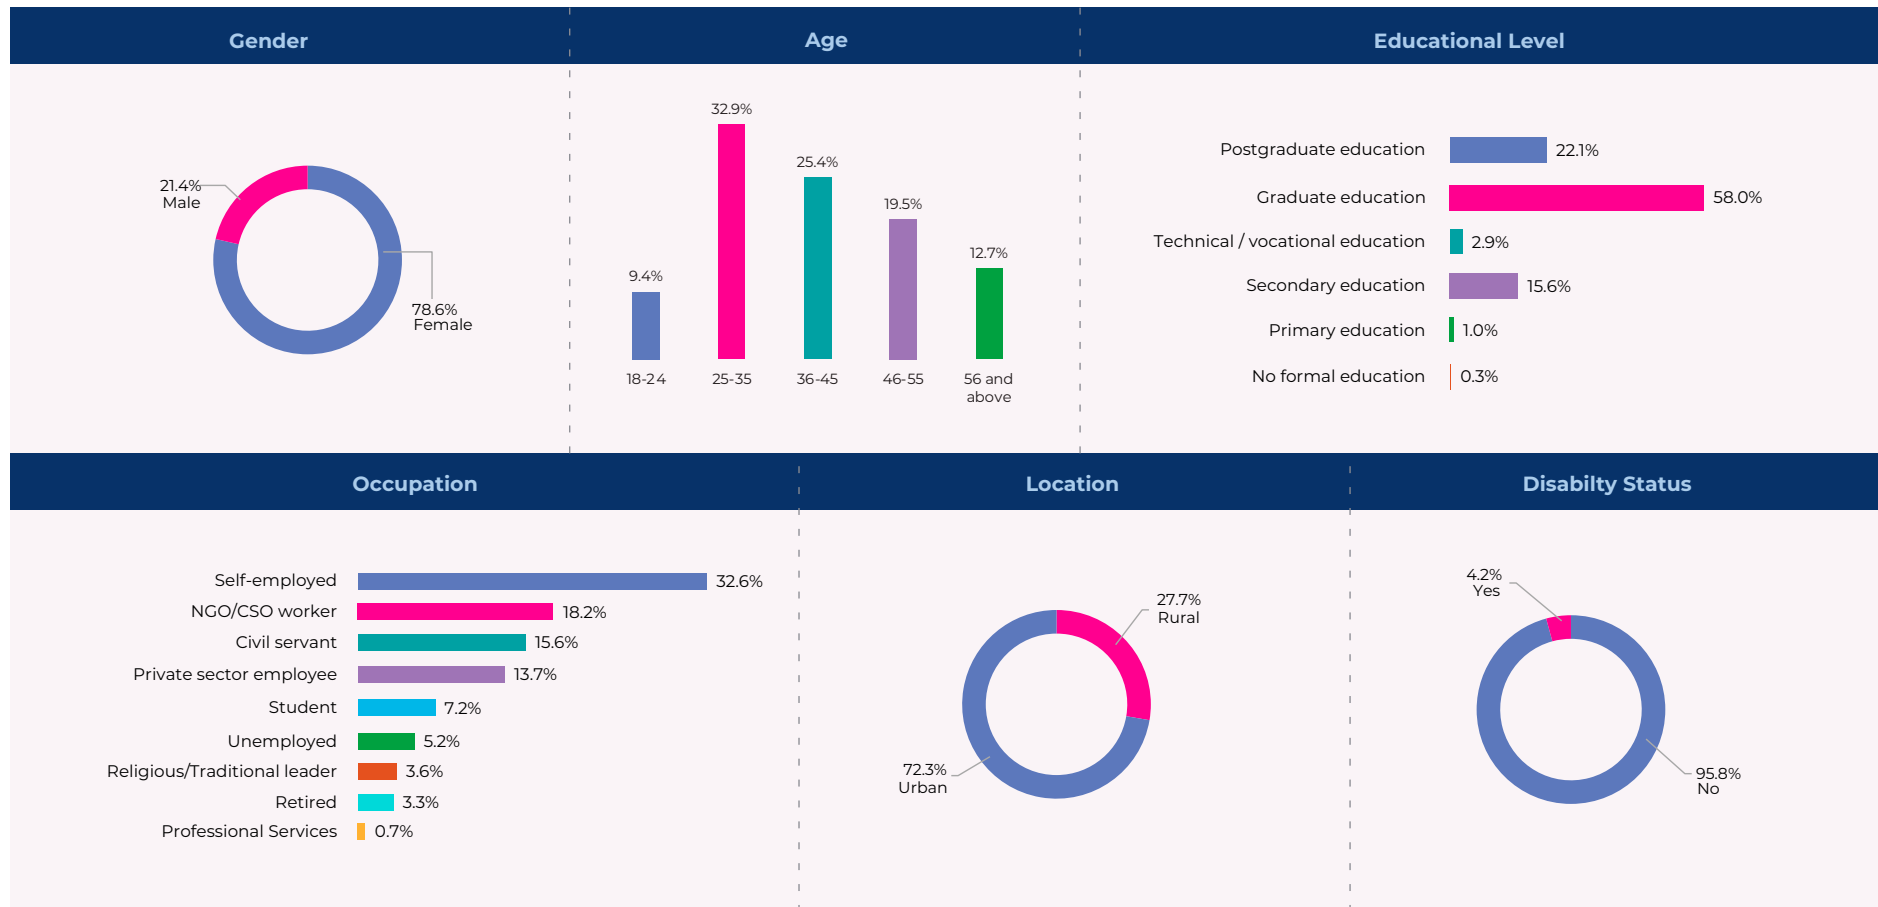 Gender
Age
Educational Level
21.4%
Male
78.6%
Female
32.9%
25.4%
19.5%
12.7%
9.4%
18-24
25-35
36-45
46-55
56 and
above
Postgraduate education
22.1%
Graduate education
58.0%
Technical / vocational education
2.9%
Secondary education
15.6%
Primary education
1.0%
No formal education
0.3%
Occupation
Location
Disabilty Status
Self-employed
32.6%
NGO/CSO worker
18.2%
Civil servant
15.6%
Private sector employee
13.7%
Student
7.2%
Unemployed
5.2%
Religious/Traditional leader
3.6%
Retired
3.3%
Professional Services
0.7%
27.7%
Rural
72.3%
Urban
4.2%
Yes
95.8%
No